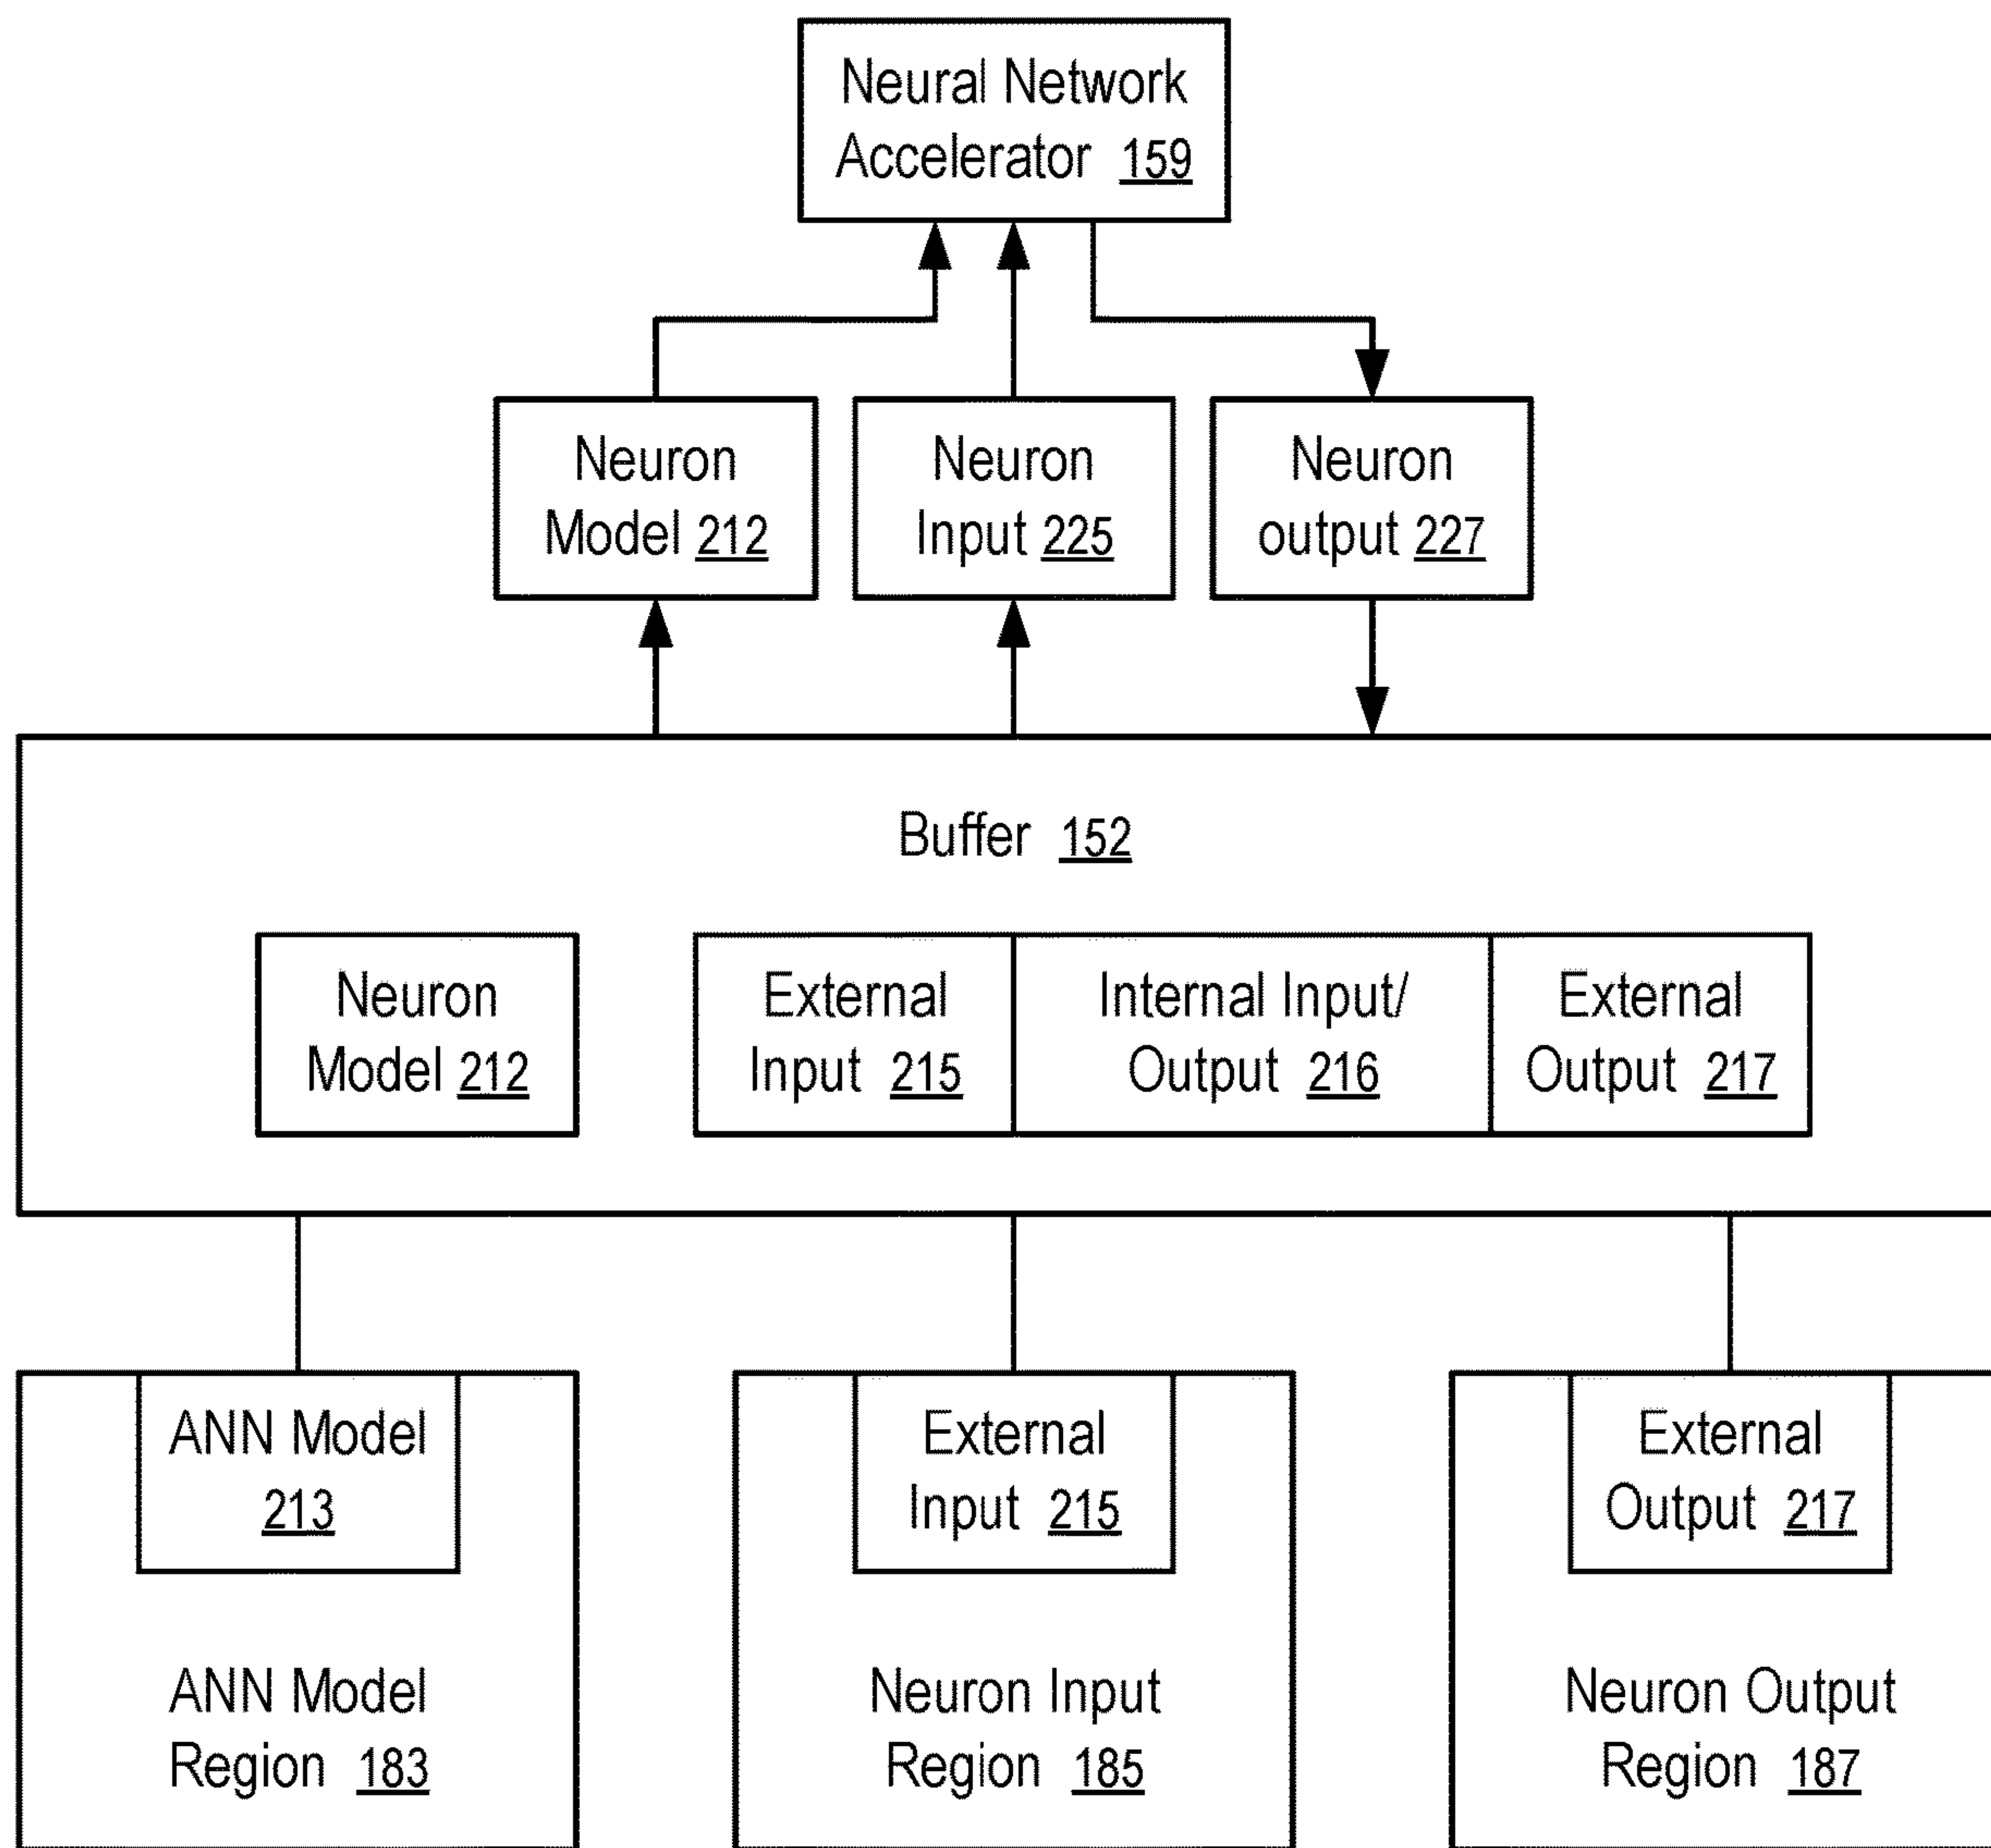 Neural Network
Accelerator 159
Neuron
Model 212
Neuron
Input 225
Neuron
output 227
Buffer 152
Neuron
Model 212
External
Input 215
Internal Input/
Output 216
External
Output 217
ANN Model
213
ANN Model
Region 183
External
Input 215
Neuron Input
Region 185
External
Output 217
Neuron Output
Region 187